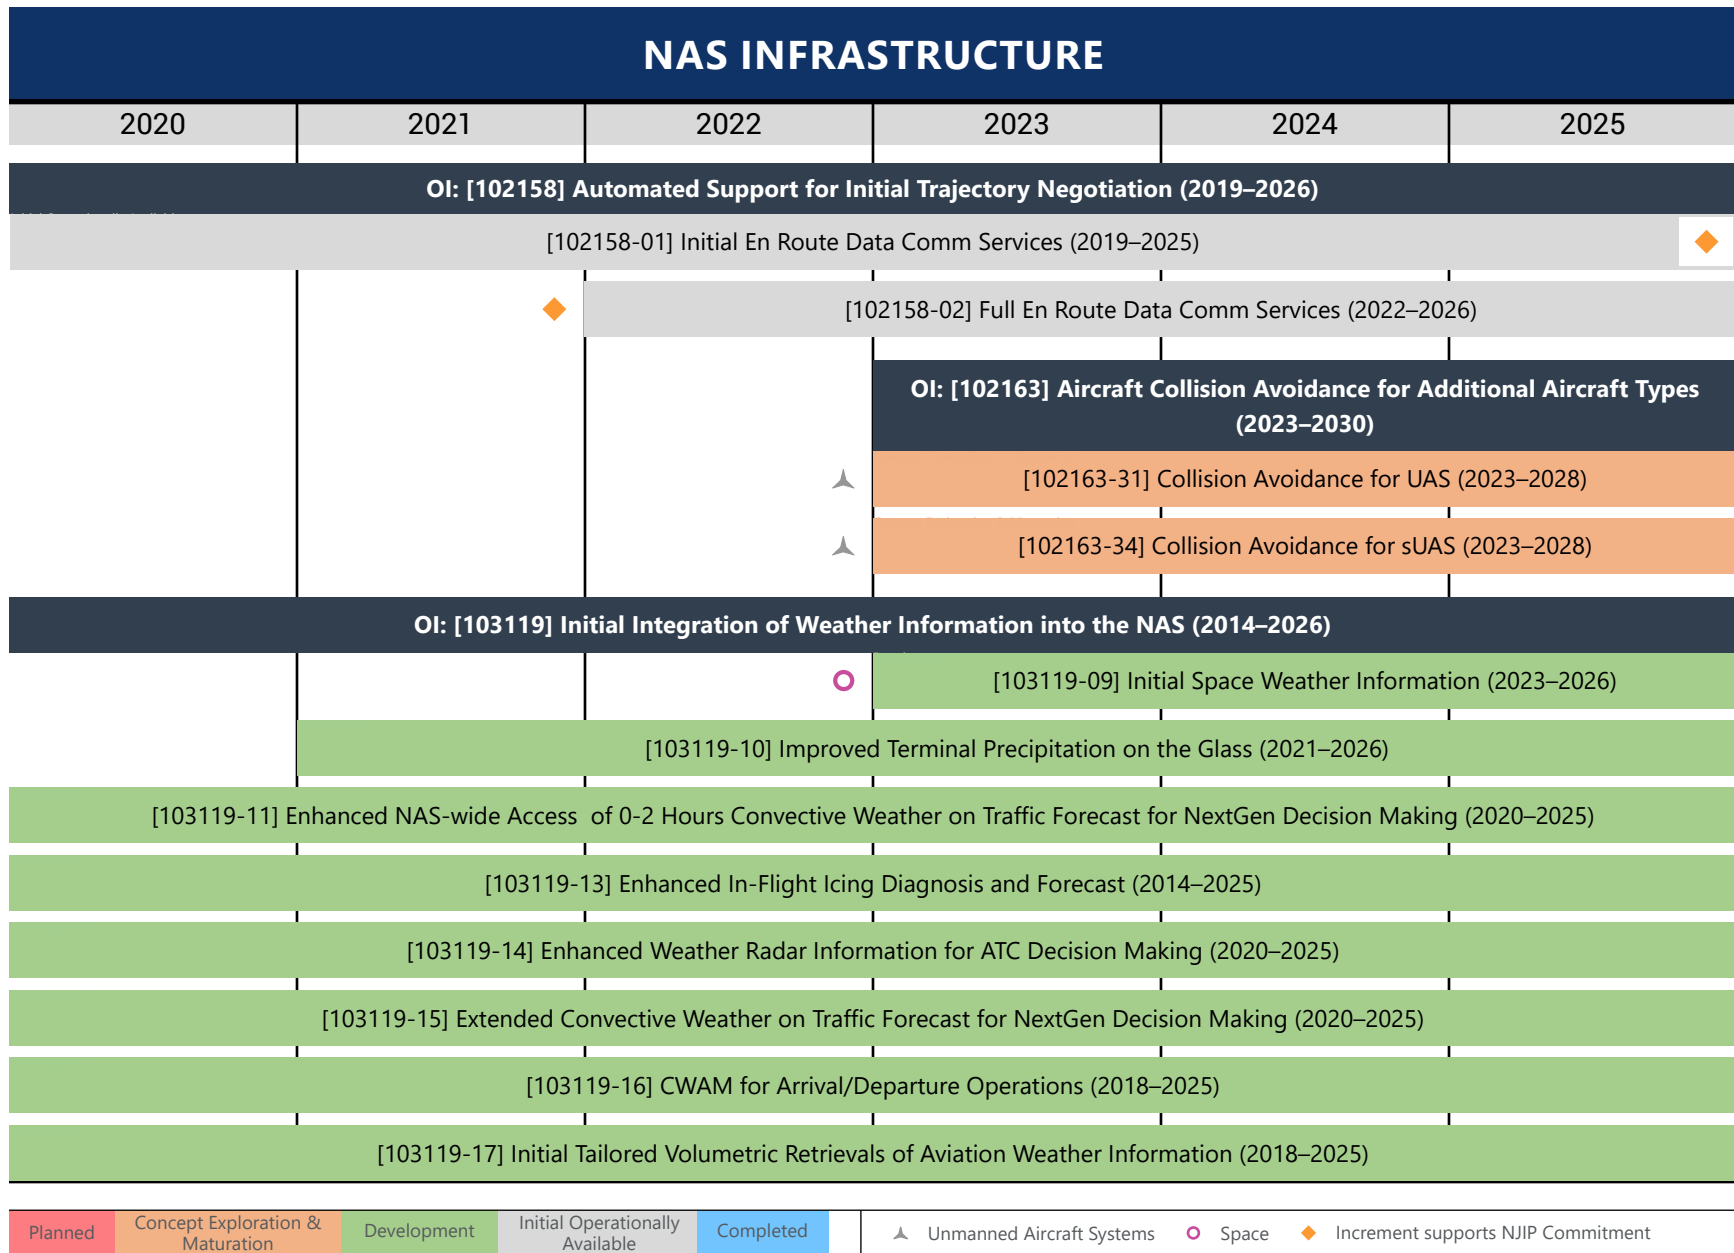 NAS INFRASTRUCTURE
2020 2021 2022 2023 2024 2025
OI: [102158] Automated Support for Initial Trajectory Negotiation (2019–2026)
[102158-01] Initial En Route Data Comm Services (2019–2025)
[102158-02] Full En Route Data Comm Services (2022–2026)
OI: [102163] Aircraft Collision Avoidance for Additional Aircraft Types
(2023–2030)
[102163-31] Collision Avoidance for UAS (2023–2028)
[102163-34] Collision Avoidance for sUAS (2023–2028)
OI: [103119] Initial Integration of Weather Information into the NAS (2014–2026)
[103119-09] Initial Space Weather Information (2023–2026)
[103119-10] Improved Terminal Precipitation on the Glass (2021–2026)
[103119-11] Enhanced NAS-wide Access  of 0-2 Hours Convective Weather on Traffic Forecast for NextGen Decision Making (2020–2025)
[103119-13] Enhanced In-Flight Icing Diagnosis and Forecast (2014–2025)
[103119-14] Enhanced Weather Radar Information for ATC Decision Making (2020–2025)
[103119-15] Extended Convective Weather on Traffic Forecast for NextGen Decision Making (2020–2025)
[103119-16] CWAM for Arrival/Departure Operations (2018–2025)
[103119-17] Initial Tailored Volumetric Retrievals of Aviation Weather Information (2018–2025)
Planned
Concept Exploration &
Maturation
Development
Initial Operationally
Available
Completed
Unmanned Aircraft Systems
Space
Increment supports NJIP Commitment